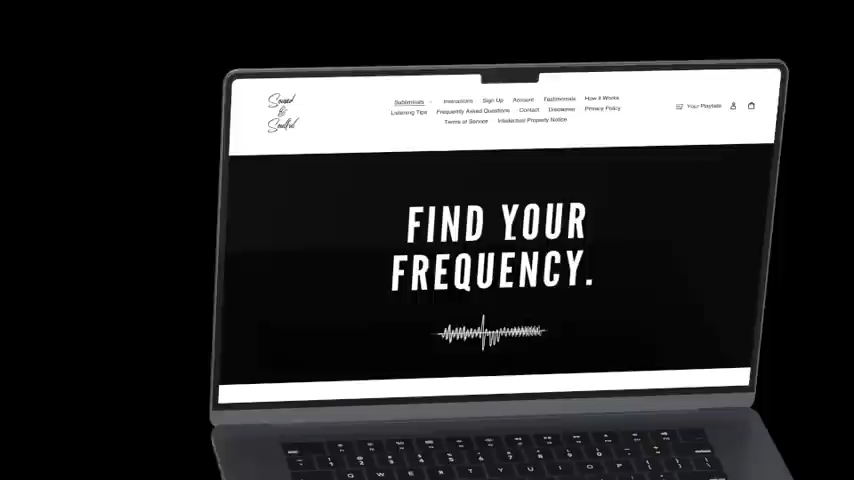 Sound
&
Soulful
Subliminals Instructions Sign Up Account Testimonials How it Works
Listening Tips Frequently Asked Questions Contact Disclaimer Privacy Policy
Terms of Service Intellectual Property Notice
Your Playlists
FIND YOUR
FREQUENCY.
Q W E R T Y U I O P